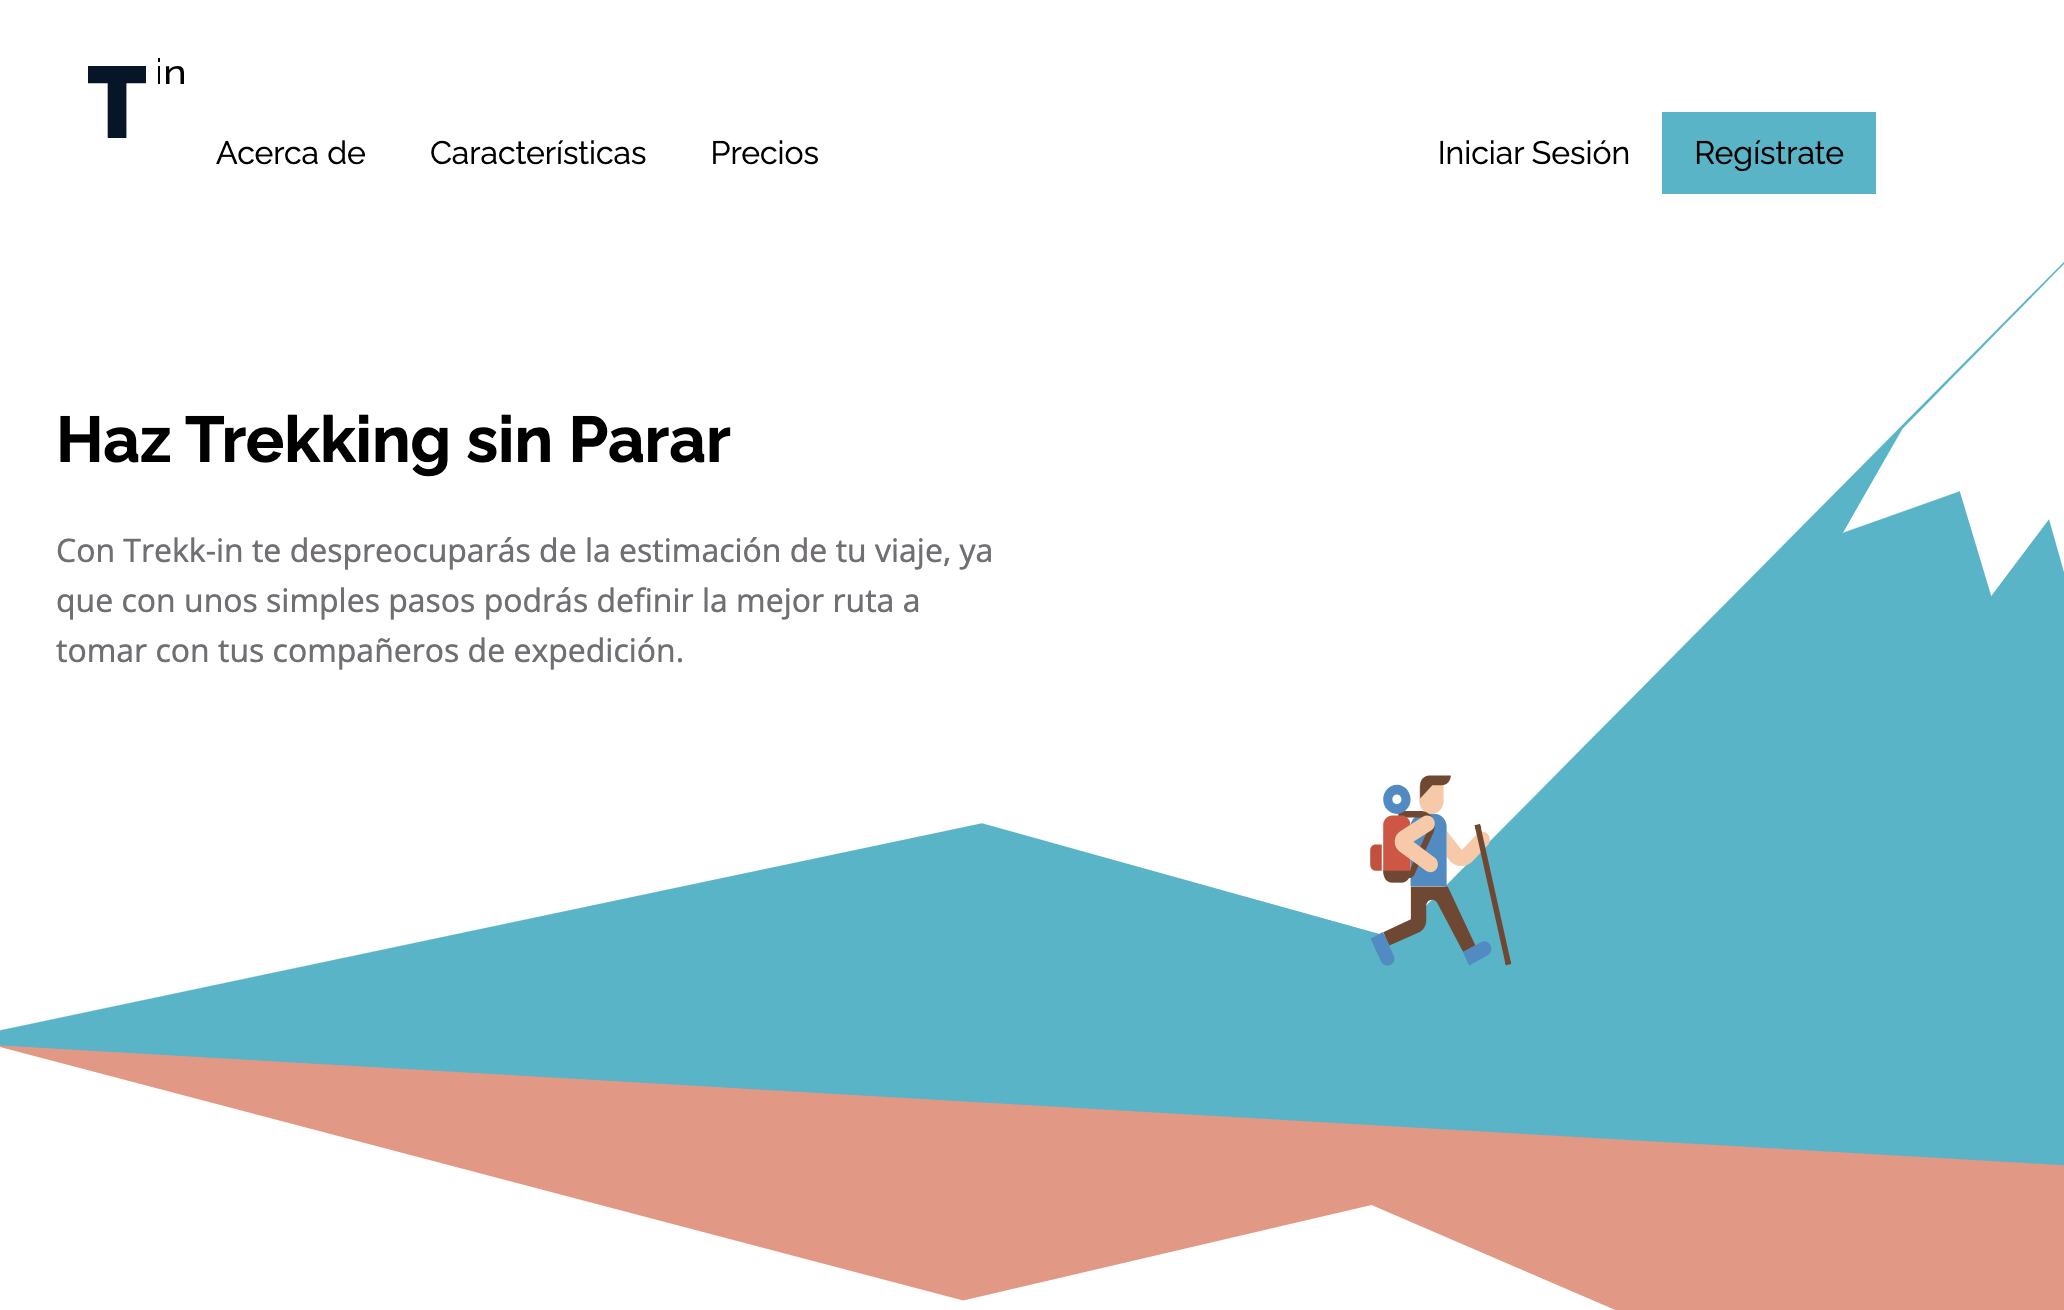 T in
Acerca de Características Precios Iniciar Sesión Regístrate
Haz Trekking sin Parar
Con Trekk-in te despreocuparás de la estimación de tu viaje, ya
que con unos simples pasos podrás definir la mejor ruta a
tomar con tus compañeros de expedición.